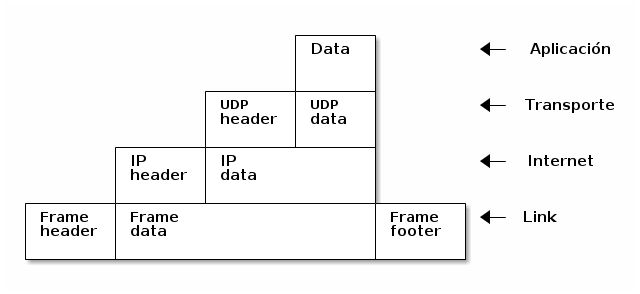 Data
Aplicación
UDP
header
UDP
data
Transporte
IP
header
IP
data
Internet
Frame
header
Frame
data
Frame
footer
Link